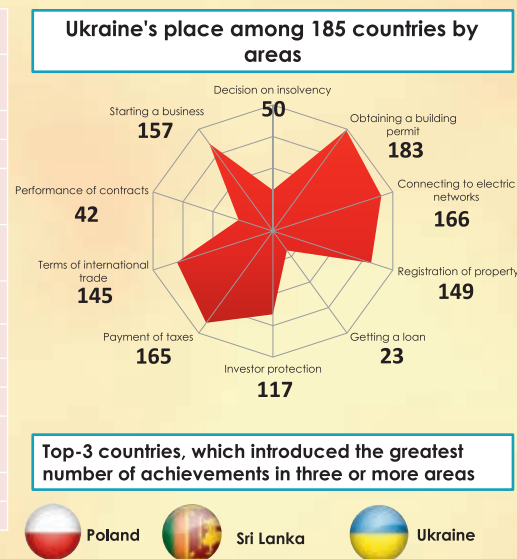 Ukraine's place among 185 countries by
areas
Decision on insolvency
50
Starting a business
157
Obtaining a building
permit
183
Performance of contracts
42
Connecting to electric
networks
166
Terms of international
trade
145
Registration of property
149
Payment of taxes
165
Getting a loan
23
Investor protection
117
Top-3 countries, which introduced the greatest
number of achievements in three or more areas
Poland
Sri Lanka
Ukraine